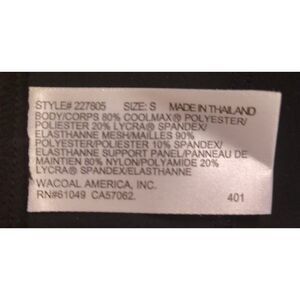 STYLE# 227805 SIZE: S MADE IN THAILAND
BODY/CORPS 80% COOLMAX® POLYESTER/
POLIESTER 20% LYCRA® SPANDEX/
ELASTHANNE MESH/MAILLES 90%
POLYESTER/POLIESTER 10% SPANDEX/
ELASTHANNE SUPPORT PANEL/PANNEAU DE
MAINTIEN 80% NYLON/POLYAMIDE 20%
LYCRA® SPANDEX/ELASTHANNE
WACOAL AMERICA, INC.
RN#61049 CA57062. 401